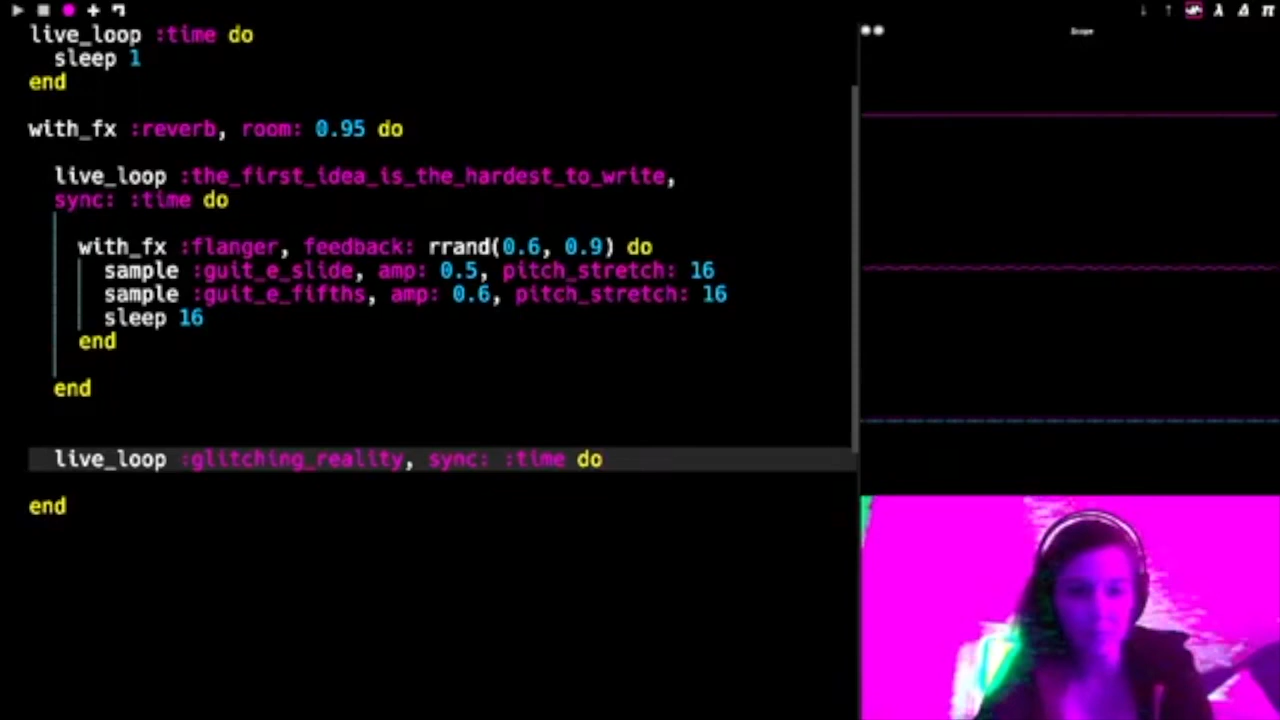 live_loop :time do
sleep 1
end
with_fx :reverb, room: 0.95 do
live_loop :the_first_idea_is_the_hardest_to_write,
sync: :time do
with_fx :flanger, feedback: rrand(0.6, 0.9) do
sample :guit_e_slide, amp: 0.5, pitch_stretch: 16
sample :guit_e_fifths, amp: 0.6, pitch_stretch: 16
sleep 16
end
end
live_loop :glitching_reality, sync: :time do
end
Scope